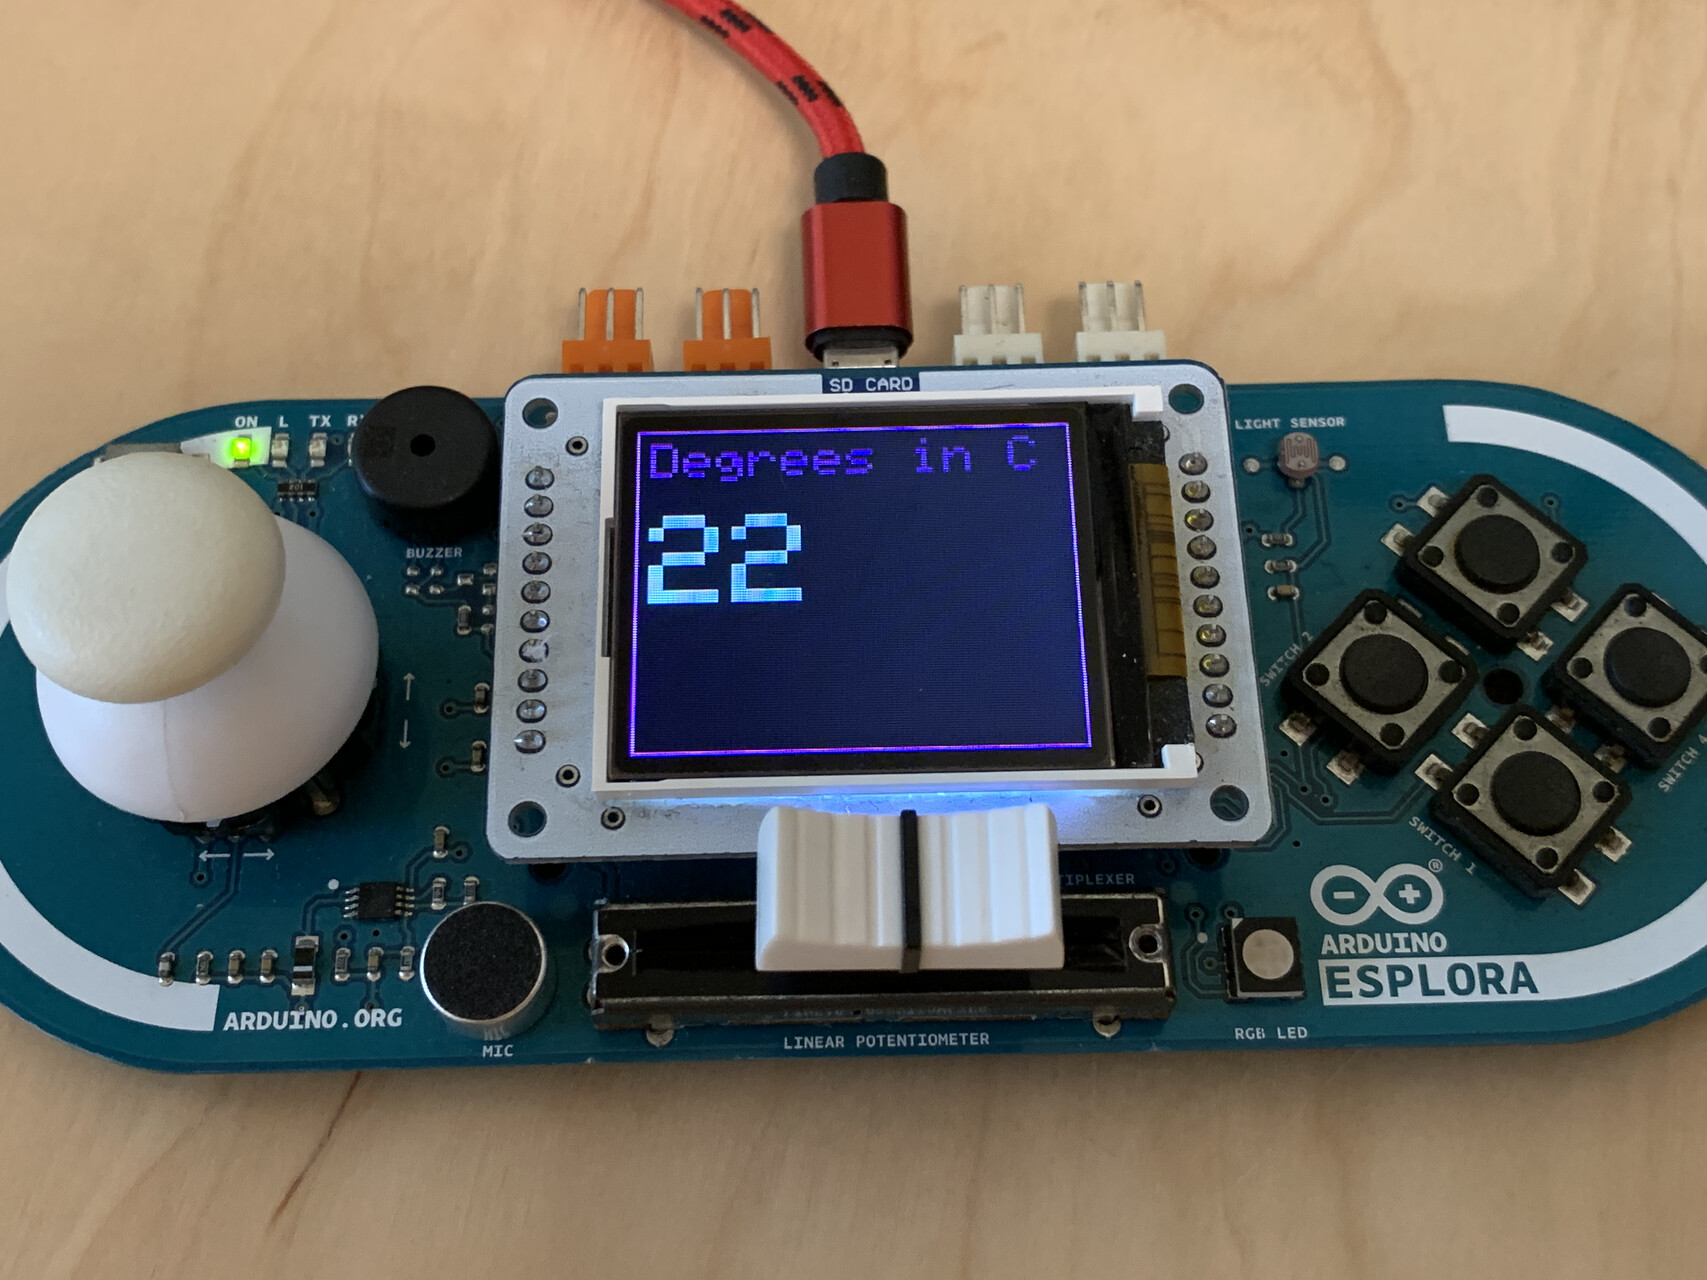 SD CARD
ON L TX
LIGHT SENSOR
Degrees in C
22
BUZZER
SWITCH 2
SWITCH 4
SWITCH 1
TIPLEXER
ARDUINO
ESPLORA
ARDUINO.ORG
MIC
LINEAR POTENTIOMETER
RGB LED